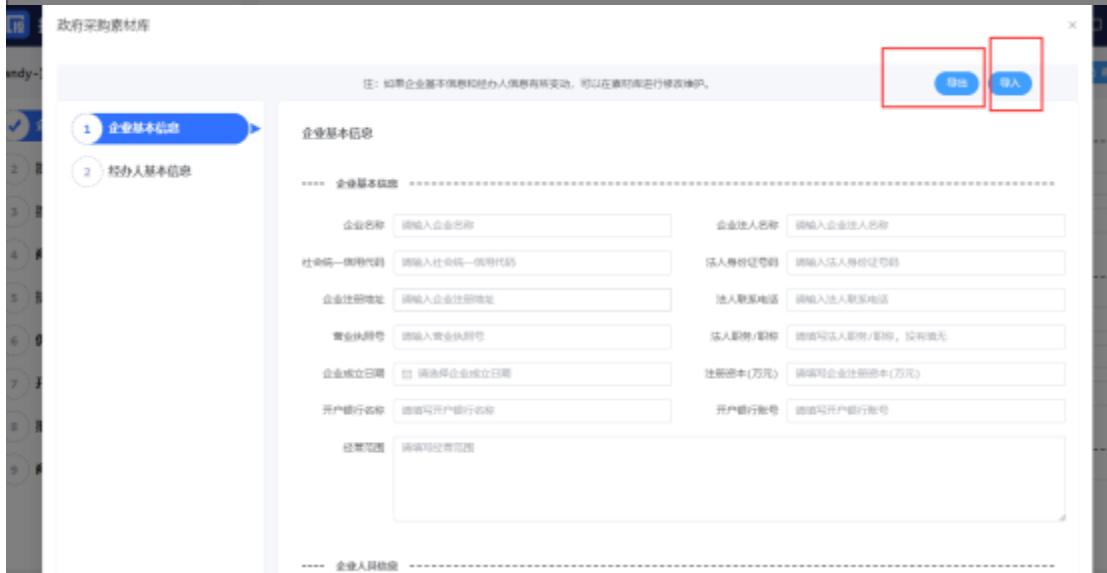 政府采购素材库
×
注：如果企业基本信息和经办人信息有所变动，可以在素材库进行修改维护。
导出 导入
1 企业基本信息
2 经办人基本信息
企业基本信息
企业基本信息
企业名称 请输入企业名称 企业法人名称 请输入企业法人名称
社会统一信用代码 请输入社会统一信用代码 法人身份证号码 请输入法人身份证号码
企业注册地址 请输入企业注册地址 法人联系电话 请输入法人联系电话
营业执照号 请输入营业执照号 法人职务/职称 请填写法人职务/职称，没有填无
企业成立日期 请选择企业成立日期 注册资本(万元) 请填写企业注册资本(万元)
开户银行名称 请填写开户银行名称 开户银行账号 请填写开户银行账号
经营范围 请填写经营范围
企业人员信息
2
3
4
5
6
7
8
9